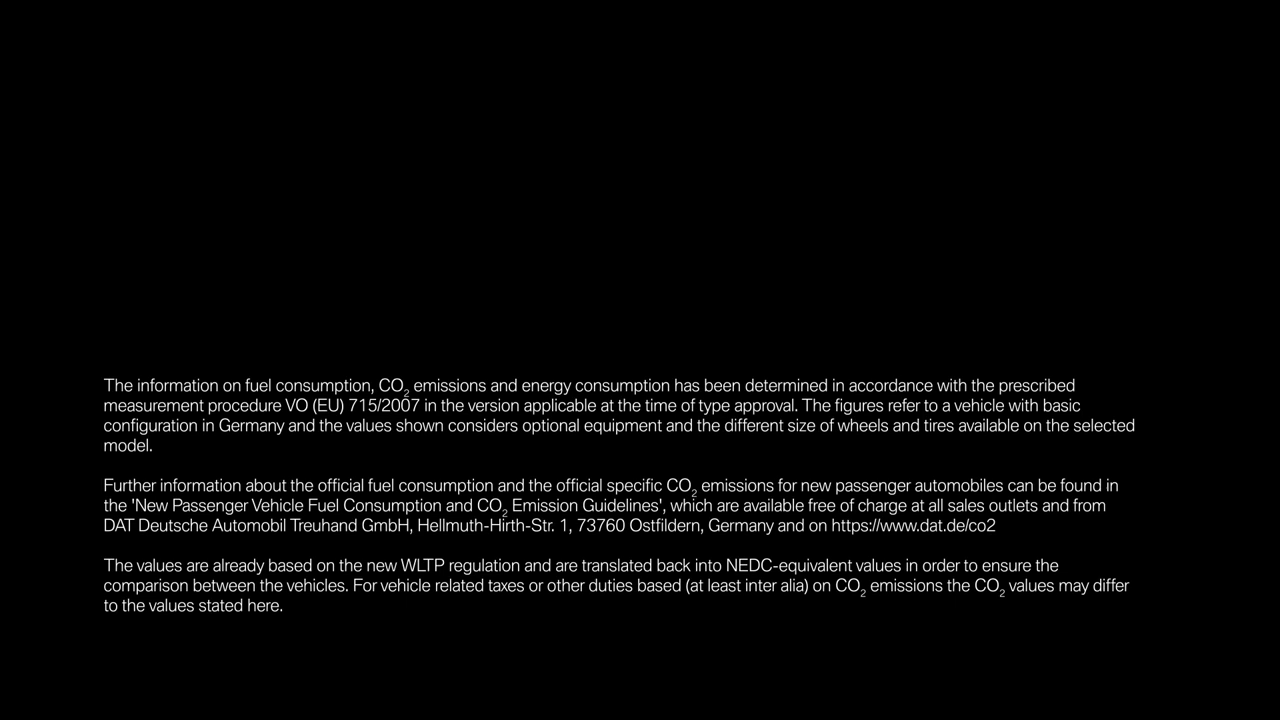 The information on fuel consumption, CO₂ emissions and energy consumption has been determined in accordance with the prescribed
measurement procedure VO (EU) 715/2007 in the version applicable at the time of type approval. The figures refer to a vehicle with basic
configuration in Germany and the values shown considers optional equipment and the different size of wheels and tires available on the selected
model.
Further information about the official fuel consumption and the official specific CO₂ emissions for new passenger automobiles can be found in
the 'New Passenger Vehicle Fuel Consumption and CO₂ Emission Guidelines', which are available free of charge at all sales outlets and from
DAT Deutsche Automobil Treuhand GmbH, Hellmuth-Hirth-Str. 1, 73760 Ostfildern, Germany and on https://www.dat.de/co2
The values are already based on the new WLTP regulation and are translated back into NEDC-equivalent values in order to ensure the
comparison between the vehicles. For vehicle related taxes or other duties based (at least inter alia) on CO₂ emissions the CO₂ values may differ
to the values stated here.